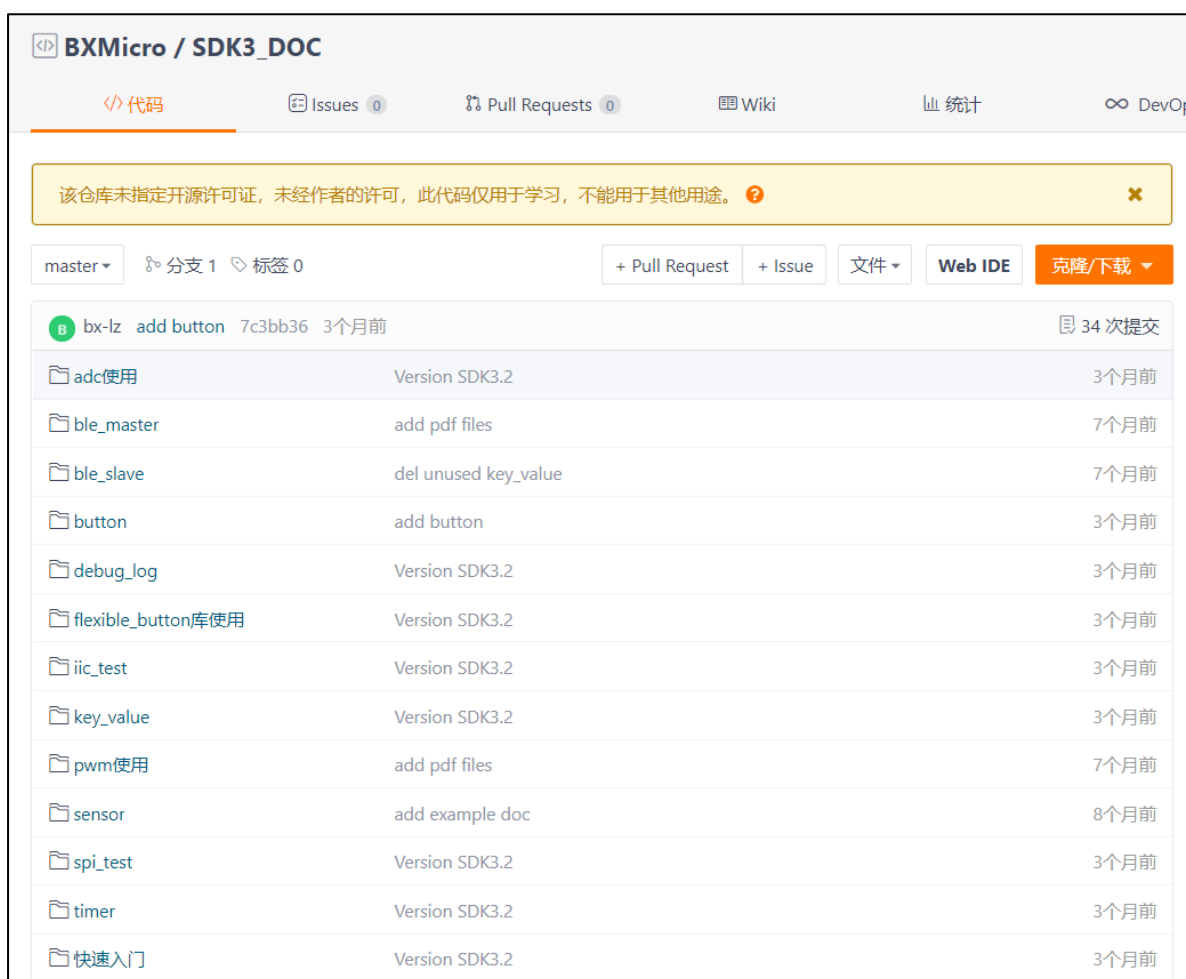 BXMicro / SDK3_DOC
代码 Issues 0 Pull Requests 0 Wiki 统计 DevOp
该仓库未指定开源许可证，未经作者的许可，此代码仅用于学习，不能用于其他用途。
master 分支 1 标签 0 + Pull Request + Issue 文件 Web IDE 克隆/下载
B bx-lz add button 7c3bb36 3个月前 34 次提交
adc使用 Version SDK3.2 3个月前
ble_master add pdf files 7个月前
ble_slave del unused key_value 7个月前
button add button 3个月前
debug_log Version SDK3.2 3个月前
flexible_button库使用 Version SDK3.2 3个月前
iic_test Version SDK3.2 3个月前
key_value Version SDK3.2 3个月前
pwm使用 add pdf files 7个月前
sensor add example doc 8个月前
spi_test Version SDK3.2 3个月前
timer Version SDK3.2 3个月前
快速入门 Version SDK3.2 3个月前